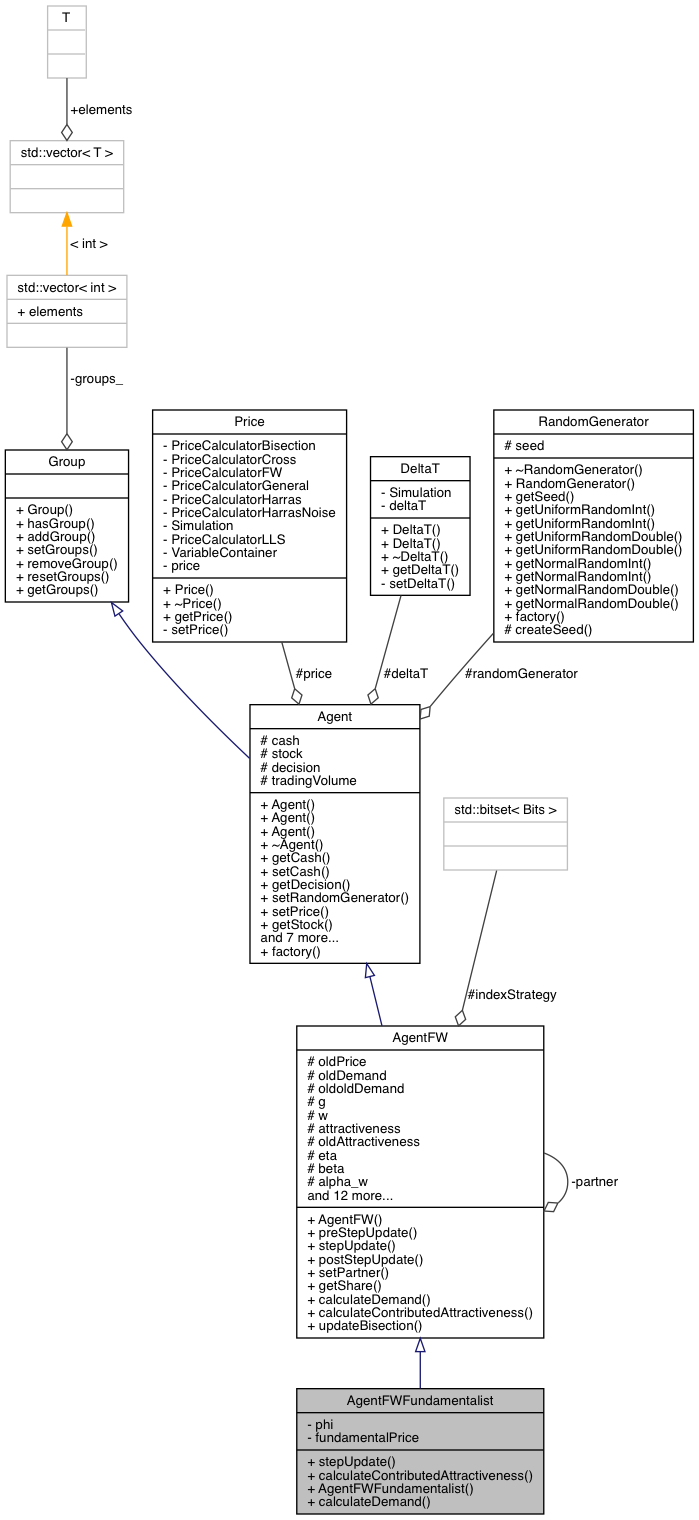 T
+elements
std::vector< T >
< int >
std::vector< int >
+ elements
-groups_
Group
+ Group()
+ hasGroup()
+ addGroup()
+ setGroups()
+ removeGroup()
+ resetGroups()
+ getGroups()
Price
- PriceCalculatorBisection
- PriceCalculatorCross
- PriceCalculatorFW
- PriceCalculatorGeneral
- PriceCalculatorHarras
- PriceCalculatorHarrasNoise
- Simulation
- PriceCalculatorLLS
- VariableContainer
- price
+ Price()
+ ~Price()
+ getPrice()
- setPrice()
DeltaT
- Simulation
- deltaT
+ DeltaT()
+ DeltaT()
+ ~DeltaT()
+ getDeltaT()
- setDeltaT()
RandomGenerator
# seed
+ ~RandomGenerator()
+ RandomGenerator()
+ getSeed()
+ getUniformRandomInt()
+ getUniformRandomInt()
+ getUniformRandomDouble()
+ getUniformRandomDouble()
+ getNormalRandomInt()
+ getNormalRandomInt()
+ getNormalRandomDouble()
+ getNormalRandomDouble()
+ factory()
# createSeed()
#price
#deltaT
#randomGenerator
Agent
# cash
# stock
# decision
# tradingVolume
+ Agent()
+ Agent()
+ Agent()
+ ~Agent()
+ getCash()
+ setCash()
+ getDecision()
+ setRandomGenerator()
+ setPrice()
+ getStock()
and 7 more...
+ factory()
std::bitset< Bits >
#indexStrategy
AgentFW
# oldPrice
# oldDemand
# oldoldDemand
# g
# w
# attractiveness
# oldAttractiveness
# eta
# beta
# alpha_w
and 12 more...
+ AgentFW()
+ preStepUpdate()
+ stepUpdate()
+ postStepUpdate()
+ setPartner()
+ getShare()
+ calculateDemand()
+ calculateContributedAttractiveness()
+ updateBisection()
-partner
AgentFWFundamentalist
- phi
- fundamentalPrice
+ stepUpdate()
+ calculateContributedAttractiveness()
+ AgentFWFundamentalist()
+ calculateDemand()